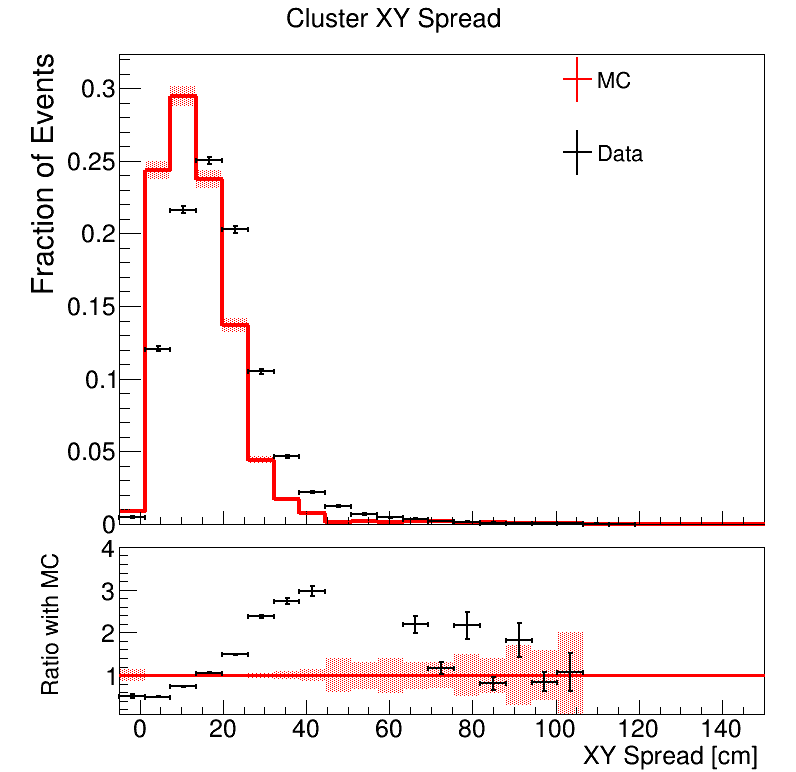 Cluster XY Spread
Fraction of Events
0.3
0.25
0.2
0.15
0.1
0.05
0
MC
Data
Ratio with MC
4
3
2
1
0 20 40 60 80 100 120 140
XY Spread [cm]